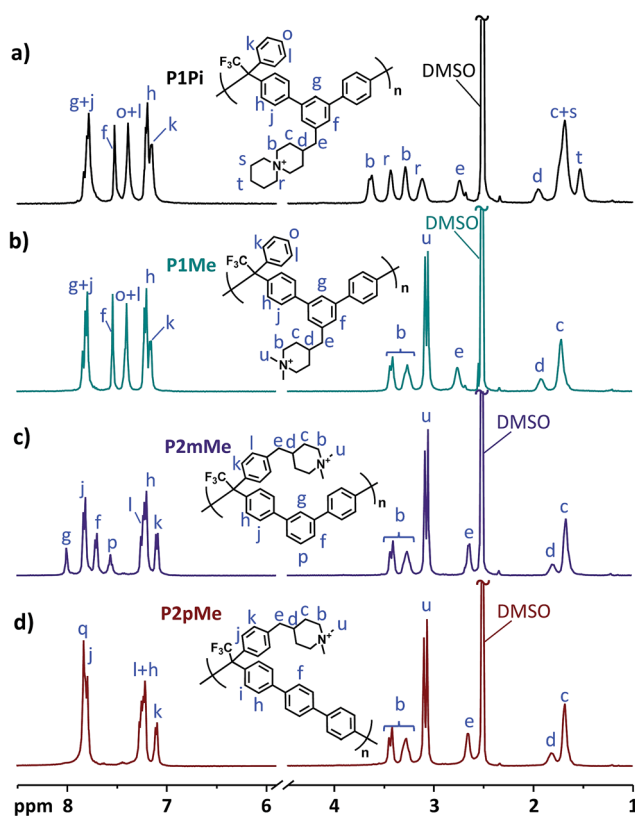 a)
P1Pi
F₃C
k
o
l
n
g
h
j
f
c
b
d
e
s
N⁺
t
r
g+j
f
o+l
h
k
b
r
b
r
e
DMSO
d
c+s
t
b)
P1Me
F₃C
k
o
l
n
g
h
j
f
c
b
d
e
u
N⁺
g+j
f
o+l
h
k
b
u
e
DMSO
d
c
c)
P2mMe
F₃C
l
k
e
d
c
b
u
N⁺
n
g
h
j
f
p
g
j
f
p
l
h
k
b
u
e
DMSO
d
c
d)
P2pMe
F₃C
j
k
e
d
c
b
u
N⁺
f
i
h
n
q
j
l+h
k
b
u
e
DMSO
d
c
ppm 8 7 6 4 3 2 1